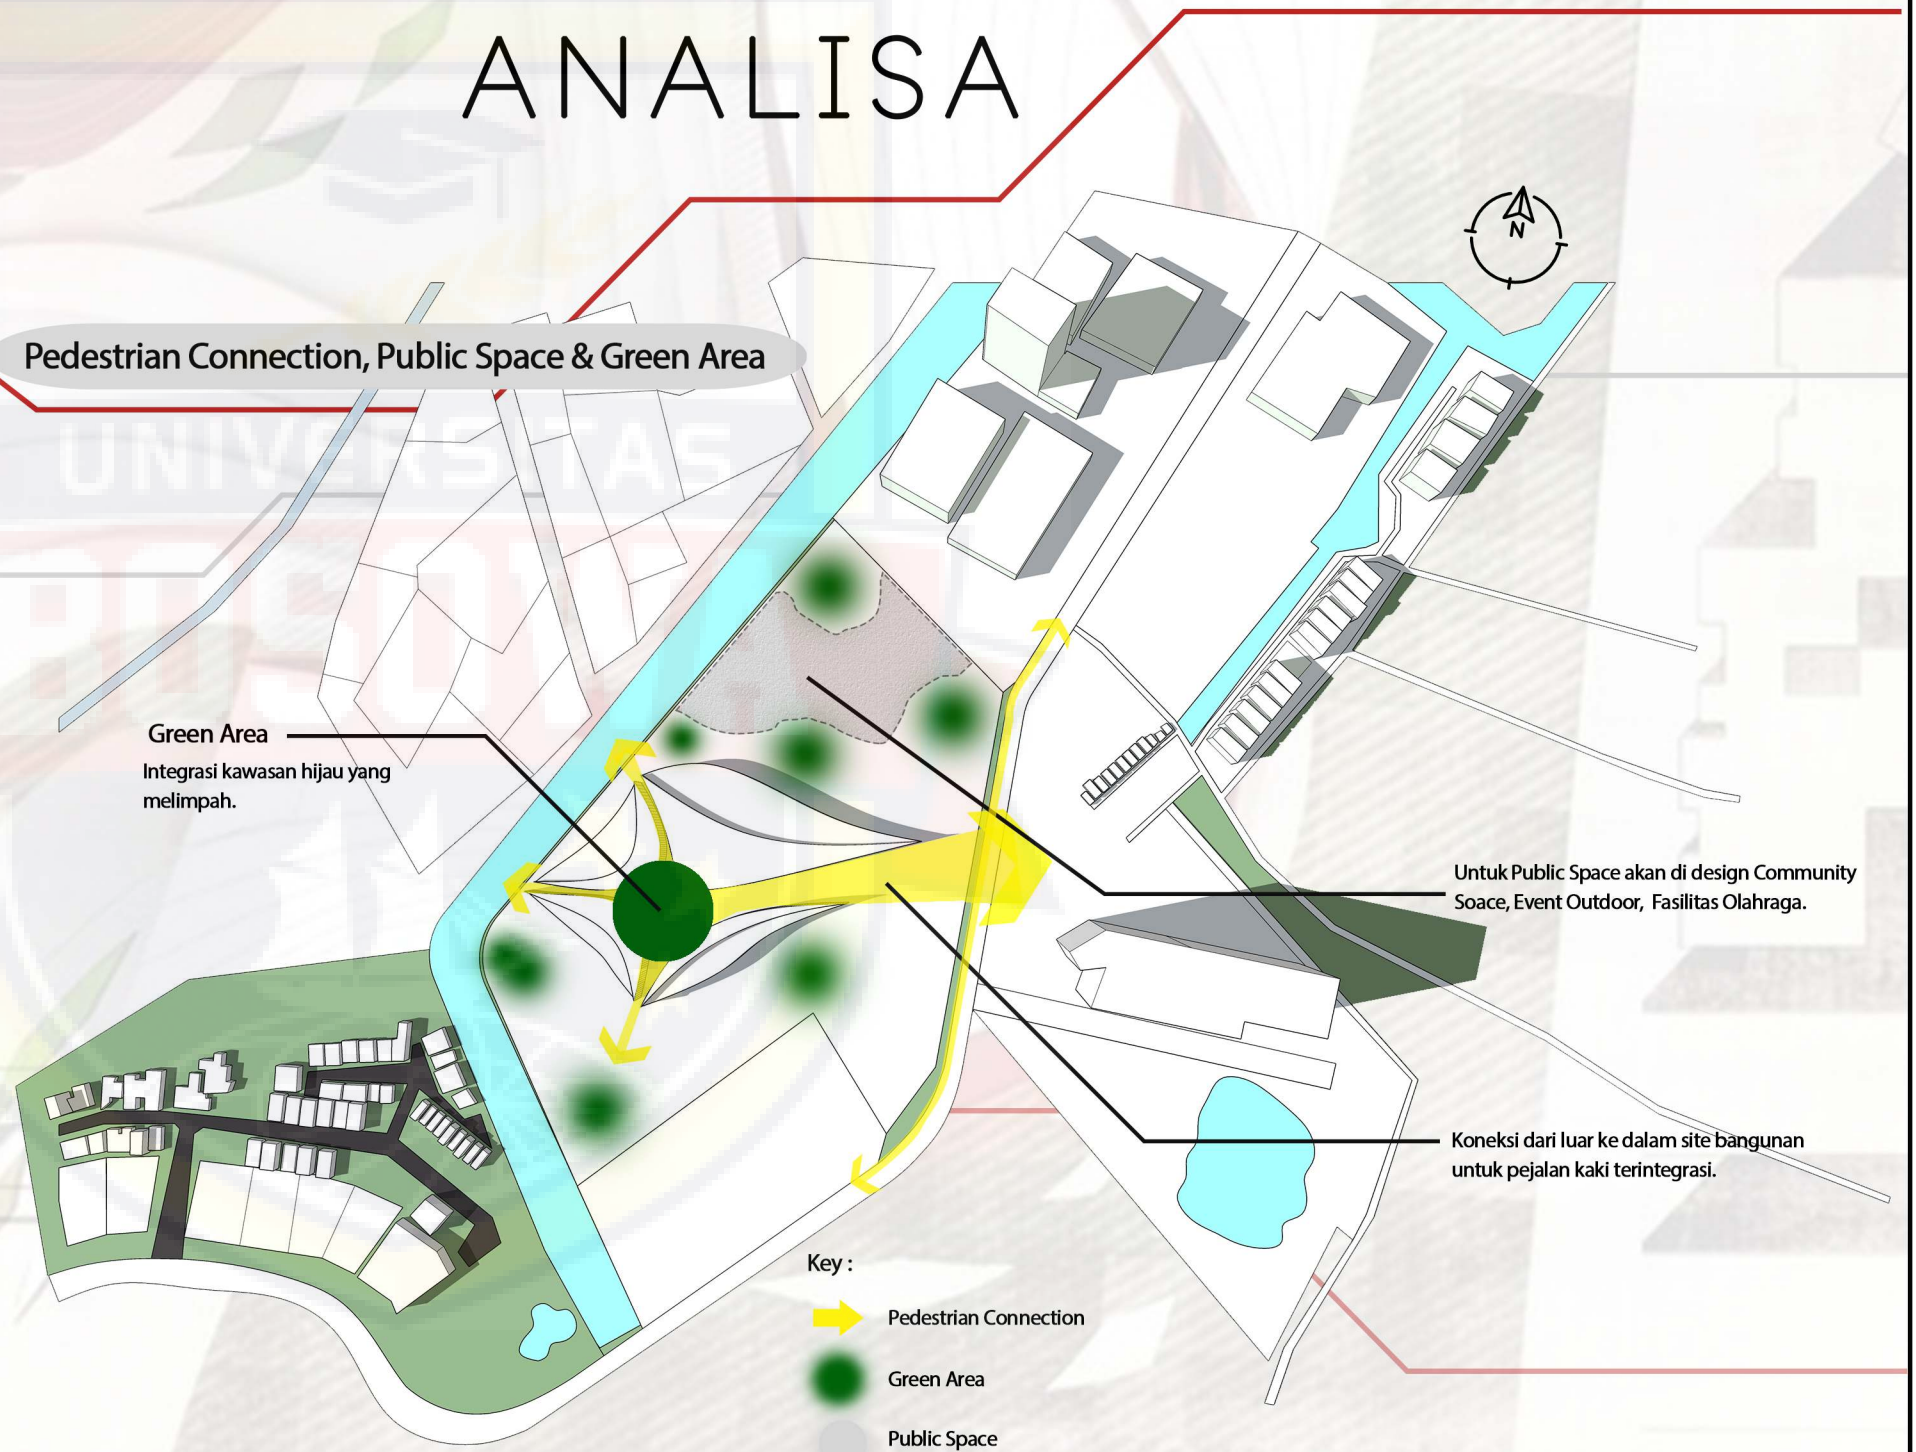 ANALISA
N
Pedestrian Connection, Public Space & Green Area
UNIVERSITAS
BOSOWA
Green Area
Integrasi kawasan hijau yang
melimpah.
Untuk Public Space akan di design Community
Soace, Event Outdoor, Fasilitas Olahraga.
Koneksi dari luar ke dalam site bangunan
untuk pejalan kaki terintegrasi.
Key :
Pedestrian Connection
Green Area
Public Space